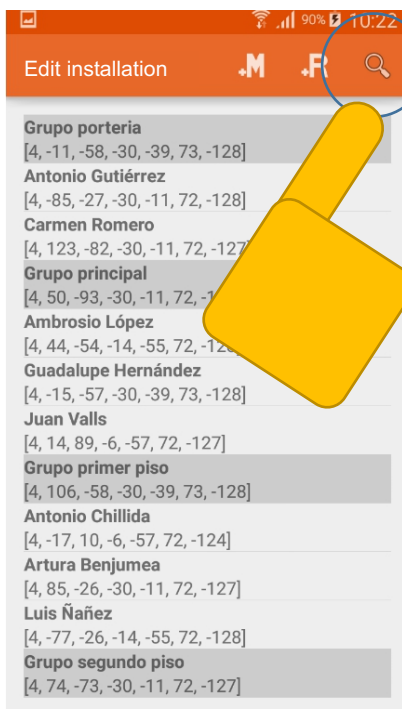 90% 10:22
Edit installation +M +R
Grupo porteria
[4, -11, -58, -30, -39, 73, -128]
Antonio Gutiérrez
[4, -85, -27, -30, -11, 72, -128]
Carmen Romero
[4, 123, -82, -30, -11, 72, -127]
Grupo principal
[4, 50, -93, -30, -11, 72,
Ambrosio López
[4, 44, -54, -14, -55, 72,
Guadalupe Hernández
[4, -15, -57, -30, -39, 73, -128]
Juan Valls
[4, 14, 89, -6, -57, 72, -127]
Grupo primer piso
[4, 106, -58, -30, -39, 73, -128]
Antonio Chillida
[4, -17, 10, -6, -57, 72, -124]
Artura Benjumea
[4, 85, -26, -30, -11, 72, -127]
Luis Ñañez
[4, -77, -26, -14, -55, 72, -128]
Grupo segundo piso
[4, 74, -73, -30, -11, 72, -127]